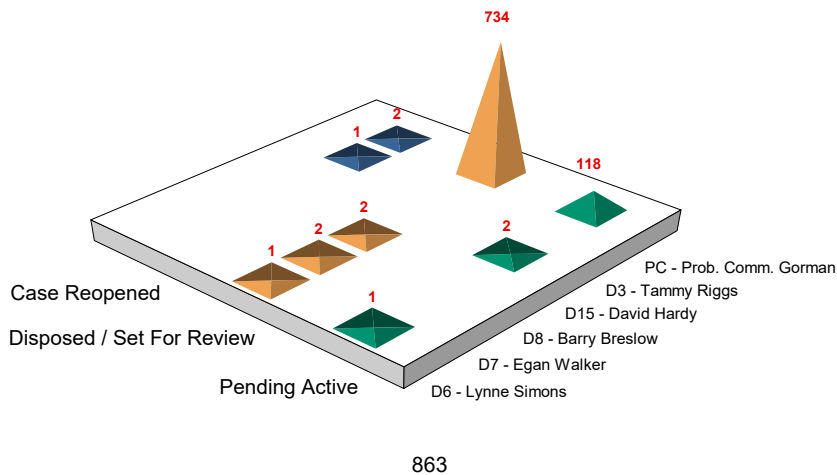 734
2
1
118
2
2
2
1
1
PC - Prob. Comm. Gorman
D3 - Tammy Riggs
Case Reopened
D15 - David Hardy
Disposed / Set For Review
D8 - Barry Breslow
D7 - Egan Walker
Pending Active
D6 - Lynne Simons
863